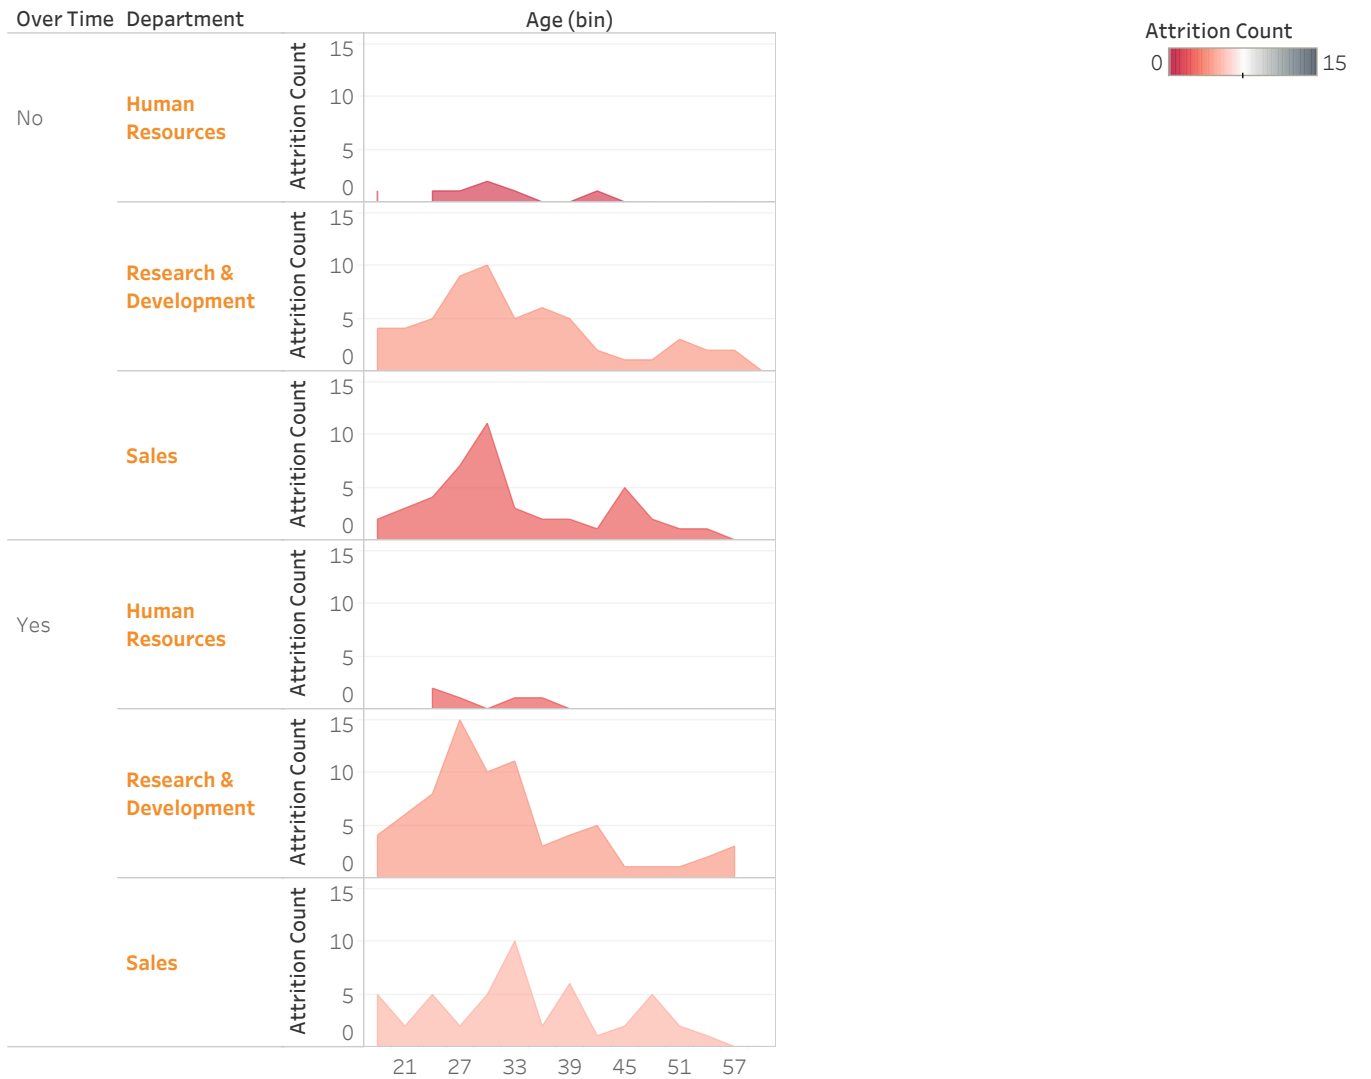 Over Time Department Age (bin)
Attrition Count
0 15
No
Human
Resources
Attrition Count
15
10
5
0
Research &
Development
Attrition Count
15
10
5
0
Sales
Attrition Count
15
10
5
0
Yes
Human
Resources
Attrition Count
15
10
5
0
Research &
Development
Attrition Count
15
10
5
0
Sales
Attrition Count
15
10
5
0
21 27 33 39 45 51 57